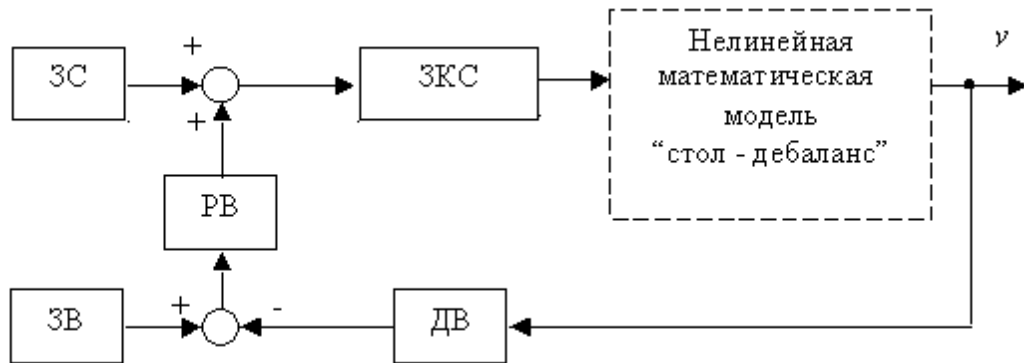 ЗС
+
+
ЗКС
Нелинейная
математическая
модель
“стол - дебаланс”
y
РВ
ЗВ
+
-
ДВ